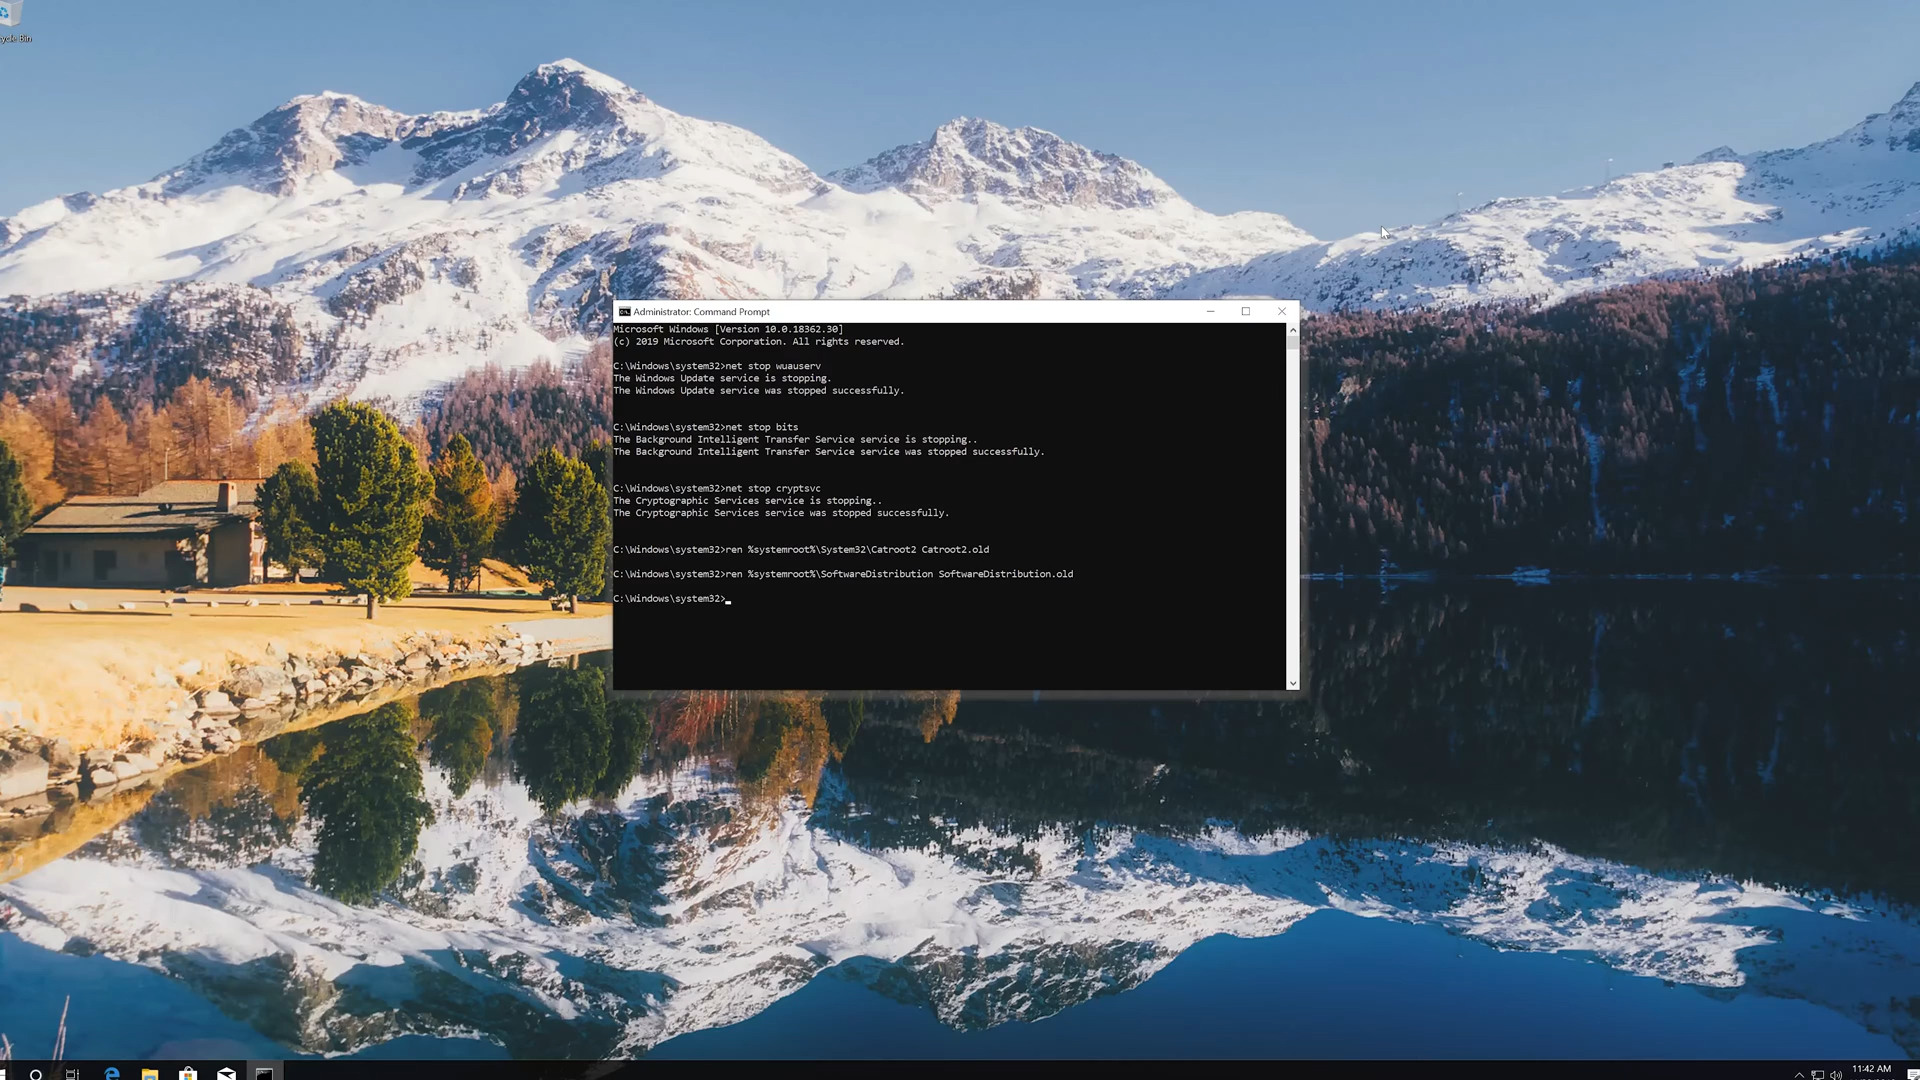 ycle Bin
Administrator: Command Prompt
Microsoft Windows [Version 10.0.18362.30]
(c) 2019 Microsoft Corporation. All rights reserved.
C:\Windows\system32>net stop wuauserv
The Windows Update service is stopping.
The Windows Update service was stopped successfully.
C:\Windows\system32>net stop bits
The Background Intelligent Transfer Service service is stopping..
The Background Intelligent Transfer Service service was stopped successfully.
C:\Windows\system32>net stop cryptsvc
The Cryptographic Services service is stopping..
The Cryptographic Services service was stopped successfully.
C:\Windows\system32>ren %systemroot%\System32\Catroot2 Catroot2.old
C:\Windows\system32>ren %systemroot%\SoftwareDistribution SoftwareDistribution.old
C:\Windows\system32>
11:42 AM